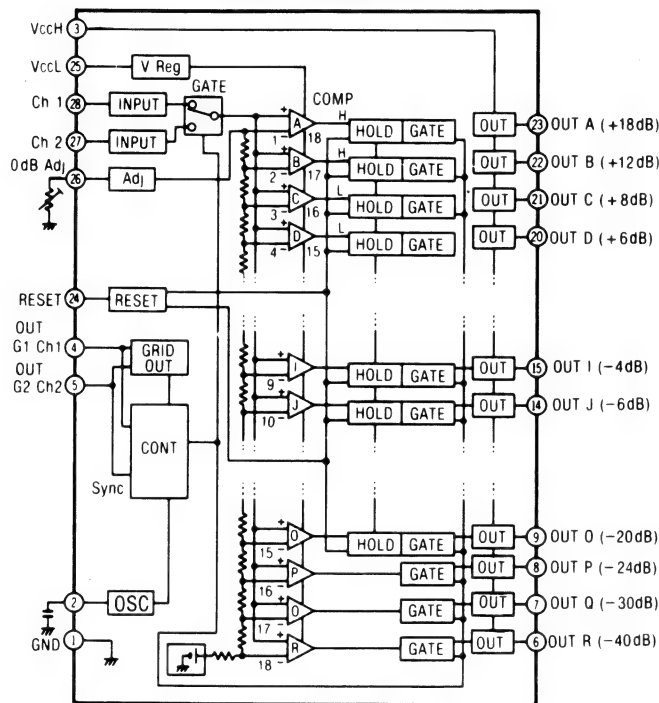 VccH 3
VccL 25 V Reg
GATE
Ch 1 28 INPUT
COMP
Ch 2 27 INPUT
0dB Adj 26 Adj
+ A 18 H HOLD GATE OUT 23 OUT A (+18dB)
1 −
+ B 17 H HOLD GATE OUT 22 OUT B (+12dB)
2 −
+ C 16 L HOLD GATE OUT 21 OUT C (+8dB)
3 −
+ D 15 L HOLD GATE OUT 20 OUT D (+6dB)
4 −
RESET 24 RESET
OUT
G1 Ch1 4
OUT
G2 Ch2 5
GRID
OUT
CONT
Sync
+ I HOLD GATE OUT 15 OUT I (−4dB)
9 −
+ J HOLD GATE OUT 14 OUT J (−6dB)
10 −
+ O HOLD GATE OUT 9 OUT O (−20dB)
15 −
+ P GATE OUT 8 OUT P (−24dB)
16 −
+ O GATE OUT 7 OUT Q (−30dB)
17 −
+ R GATE OUT 6 OUT R (−40dB)
18 −
2 OSC
GND 1